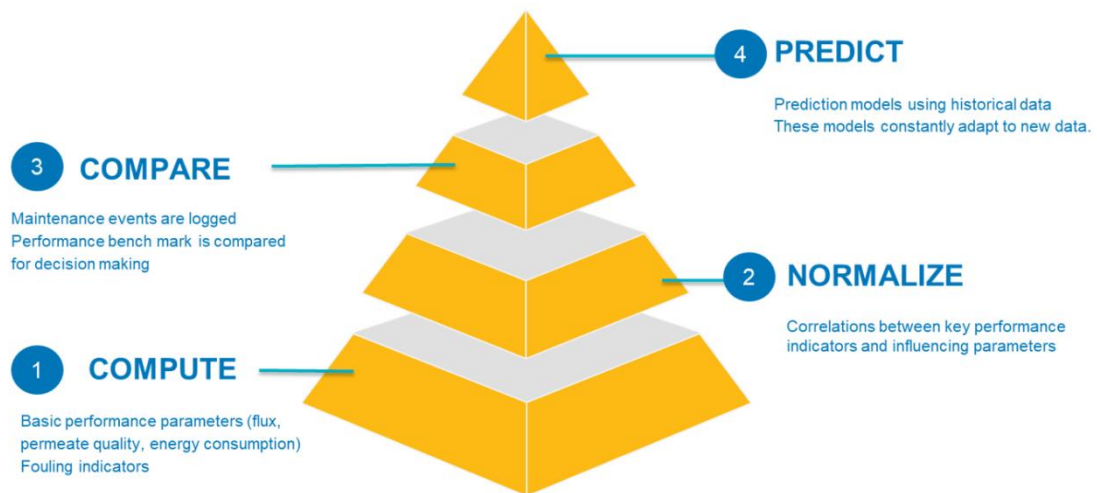 4 PREDICT
Prediction models using historical data
These models constantly adapt to new data.
3 COMPARE
Maintenance events are logged
Performance bench mark is compared
for decision making
2 NORMALIZE
Correlations between key performance
indicators and influencing parameters
1 COMPUTE
Basic performance parameters (flux,
permeate quality, energy consumption)
Fouling indicators